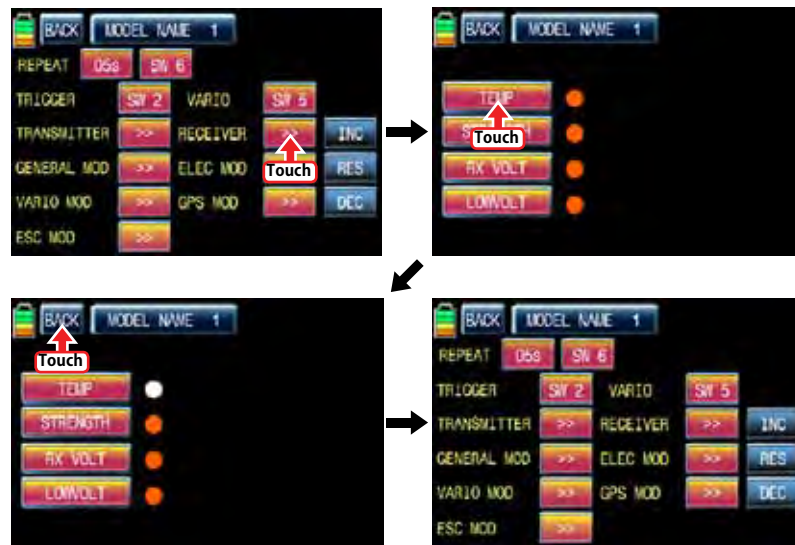 BACK MODEL NAME 1
REPEAT 05s SW 6
TRIGGER SW 2 VARIO SW 5
TRANSMITTER >> RECEIVER >> INC
Touch
GENERAL MOD >> ELEC MOD RES
VARIO MOD >> GPS MOD >> DEC
ESC MOD >>
BACK MODEL NAME 1
TEMP
Touch
RX VOLT
LOWVOLT
BACK MODEL NAME 1
Touch
TEMP
STRENGTH
RX VOLT
LOWVOLT
BACK MODEL NAME 1
REPEAT 05s SW 6
TRIGGER SW 2 VARIO SW 5
TRANSMITTER >> RECEIVER >> INC
GENERAL MOD >> ELEC MOD >> RES
VARIO MOD >> GPS MOD >> DEC
ESC MOD >>